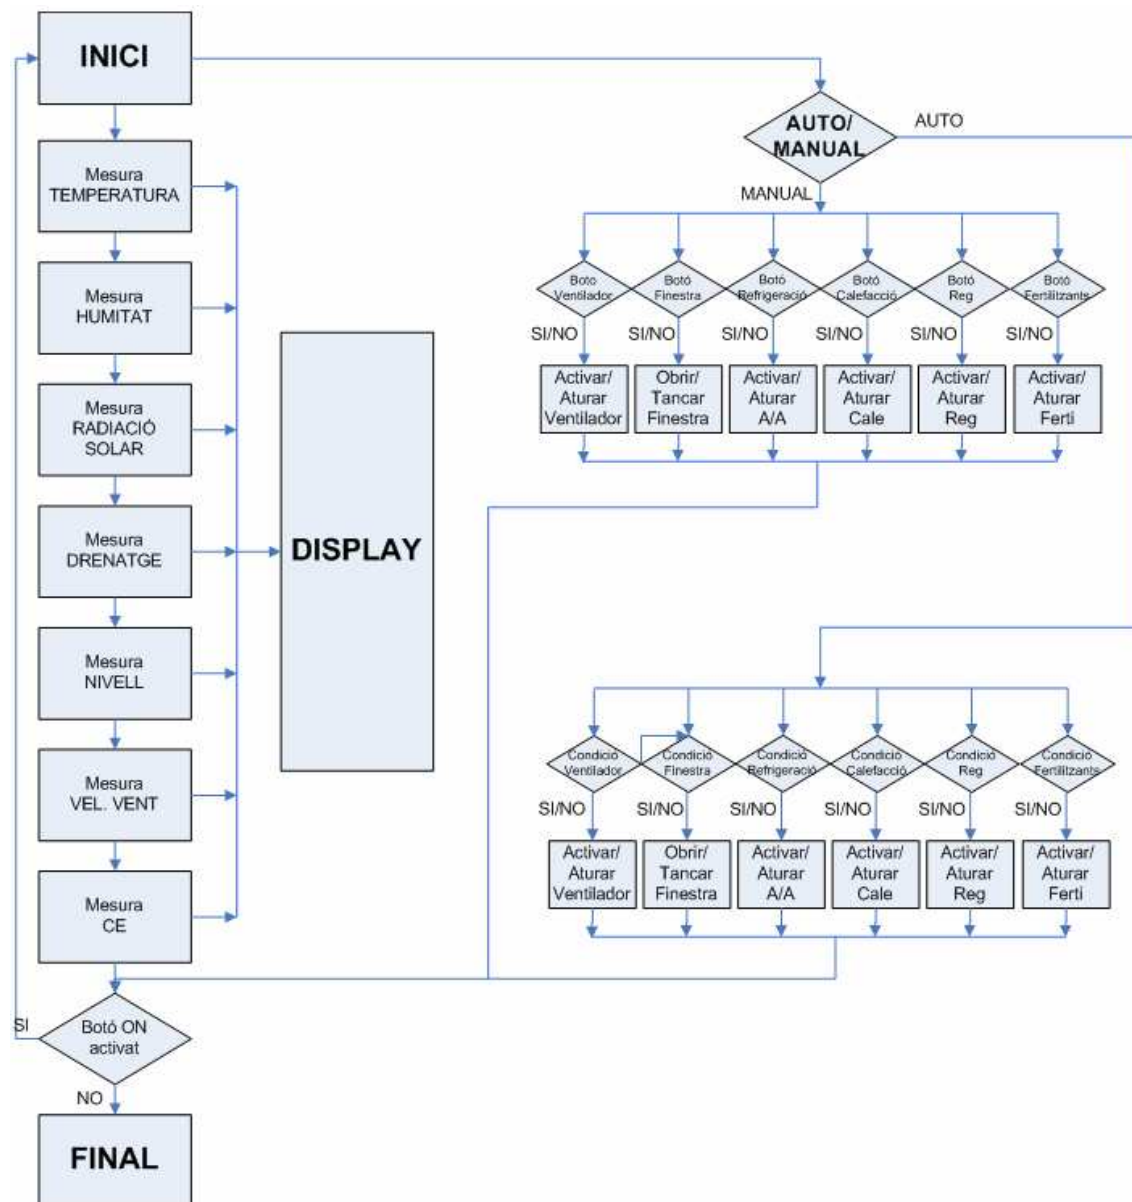 INICI
Mesura
TEMPERATURA
Mesura
HUMITAT
Mesura
RADIACIÓ
SOLAR
Mesura
DRENATGE
Mesura
NIVELL
Mesura
VEL. VENT
Mesura
CE
SI
Botó ON
activat
NO
FINAL
DISPLAY
AUTO/
MANUAL
AUTO
MANUAL
Botó
Ventilador
Botó
Finestra
Botó
Refrigeració
Botó
Calefacció
Botó
Reg
Botó
Fertilitzants
SI/NO
SI/NO
SI/NO
SI/NO
SI/NO
SI/NO
Activar/
Aturar
Ventilador
Obrir/
Tancar
Finestra
Activar/
Aturar
A/A
Activar/
Aturar
Cale
Activar/
Aturar
Reg
Activar/
Aturar
Ferti
Condició
Ventilador
Condició
Finestra
Condició
Refrigeració
Condició
Calefacció
Condició
Reg
Condició
Fertilitzants
SI/NO
SI/NO
SI/NO
SI/NO
SI/NO
SI/NO
Activar/
Aturar
Ventilador
Obrir/
Tancar
Finestra
Activar/
Aturar
A/A
Activar/
Aturar
Cale
Activar/
Aturar
Reg
Activar/
Aturar
Ferti